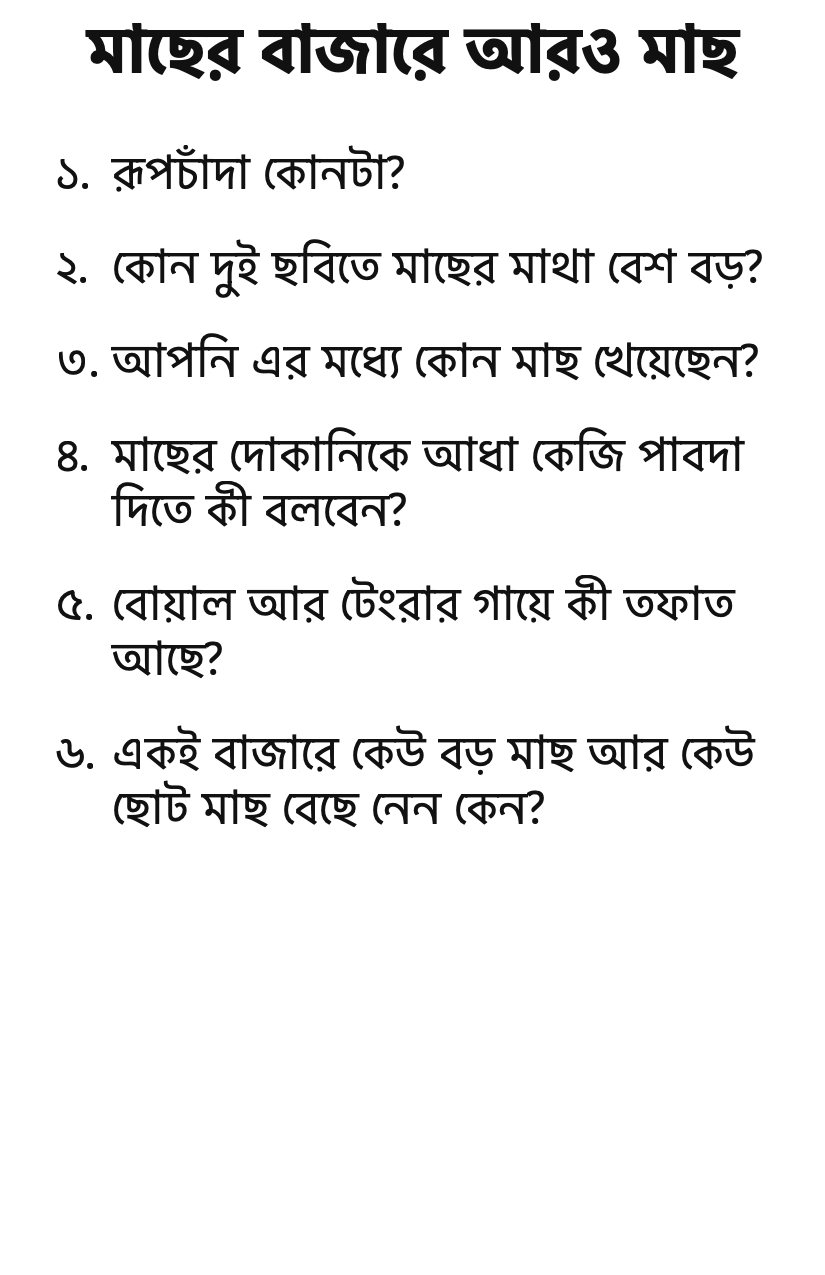 মাছের বাজারে আরও মাছ
১. রূপচাঁদা কোনটা?
২. কোন দুই ছবিতে মাছের মাথা বেশ বড়?
৩. আপনি এর মধ্যে কোন মাছ খেয়েছেন?
৪. মাছের দোকানিকে আধা কেজি পাবদা
দিতে কী বলবেন?
৫. বোয়াল আর টেংরার গায়ে কী তফাত
আছে?
৬. একই বাজারে কেউ বড় মাছ আর কেউ
ছোট মাছ বেছে নেন কেন?